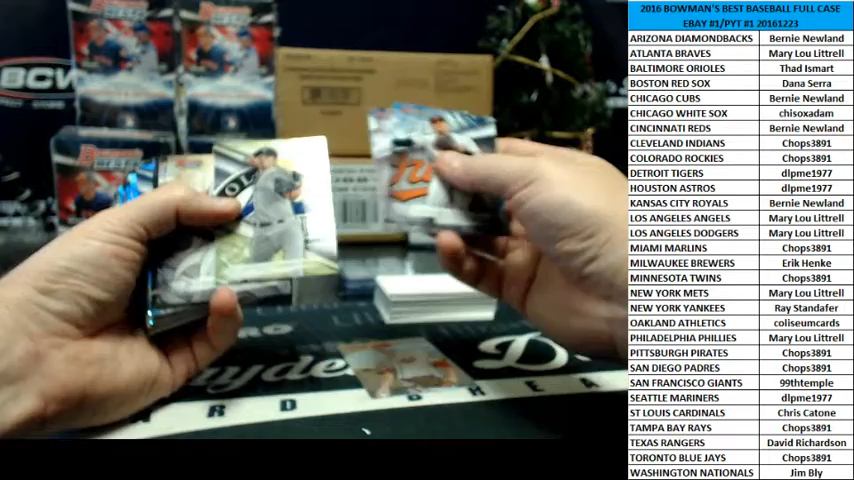 2016 BOWMAN'S BEST BASEBALL FULL CASE
EBAY #1/PYT #1 20161223
ARIZONA DIAMONDBACKS Bernie Newland
ATLANTA BRAVES Mary Lou Littrell
BALTIMORE ORIOLES Thad Ismart
BOSTON RED SOX Dana Serra
CHICAGO CUBS Bernie Newland
CHICAGO WHITE SOX chisoxadam
CINCINNATI REDS Bernie Newland
CLEVELAND INDIANS Chops3891
COLORADO ROCKIES Chops3891
DETROIT TIGERS dlpme1977
HOUSTON ASTROS dlpme1977
KANSAS CITY ROYALS Bernie Newland
LOS ANGELS ANGELS Mary Lou Littrell
LOS ANGELS DODGERS Mary Lou Littrell
MIAMI MARLINS Chops3891
MILWAUKEE BREWERS Erik Henke
MINNESOTA TWINS Chops3891
NEW YORK METS Mary Lou Littrell
NEW YORK YANKEES Ray Standafer
OAKLAND ATHLETICS coliseumcards
PHILADELPHIA PHILLIES Mary Lou Littrell
PITTSBURGH PIRATES Chops3891
SAN DIEGO PADRES Chops3891
SAN FRANCISCO GIANTS 99thtemple
SEATTLE MARINERS dlpme1977
ST LOUIS CARDINALS Chris Catone
TAMPA BAY RAYS Chops3891
TEXAS RANGERS David Richardson
TORONTO BLUE JAYS Chops3891
WASHINGTON NATIONALS Jim Bly
BCW